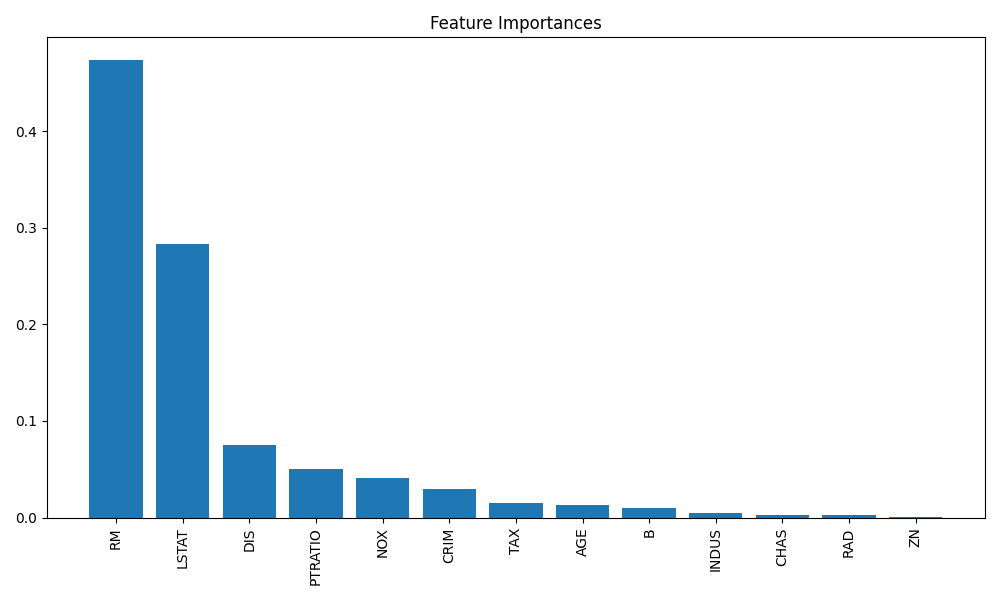 Feature Importances
0.4
0.3
0.2
0.1
0.0
RM
LSTAT
DIS
PTRATIO
NOX
CRIM
TAX
AGE
B
INDUS
CHAS
RAD
ZN